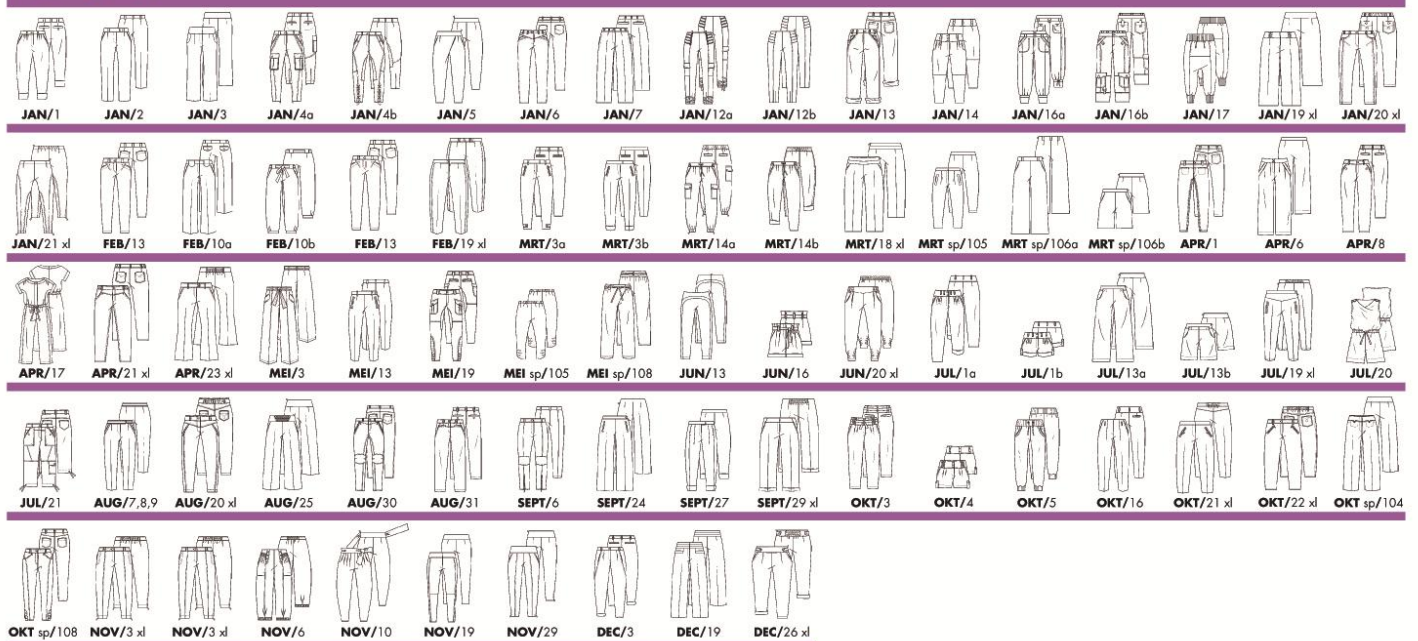 JAN/1 JAN/2 JAN/3 JAN/4a JAN/4b JAN/5 JAN/6 JAN/7 JAN/12a JAN/12b JAN/13 JAN/14 JAN/16a JAN/16b JAN/17 JAN/19 xl JAN/20 xl
JAN/21 xl FEB/13 FEB/10a FEB/10b FEB/13 FEB/19 xl MRT/3a MRT/3b MRT/14a MRT/14b MRT/18 xl MRT sp/105 MRT sp/106a MRT sp/106b APR/1 APR/6 APR/8
APR/17 APR/21 xl APR/23 xl MEI/3 MEI/13 MEI/19 MEI sp/105 MEI sp/108 JUN/13 JUN/16 JUN/20 xl JUL/1a JUL/1b JUL/13a JUL/13b JUL/19 xl JUL/20
JUL/21 AUG/7,8,9 AUG/20 xl AUG/25 AUG/30 AUG/31 SEPT/6 SEPT/24 SEPT/27 SEPT/29 xl OKT/3 OKT/4 OKT/5 OKT/16 OKT/21 xl OKT/22 xl OKT sp/104
OKT sp/108 NOV/3 xl NOV/3 xl NOV/6 NOV/10 NOV/19 NOV/29 DEC/3 DEC/19 DEC/26 xl